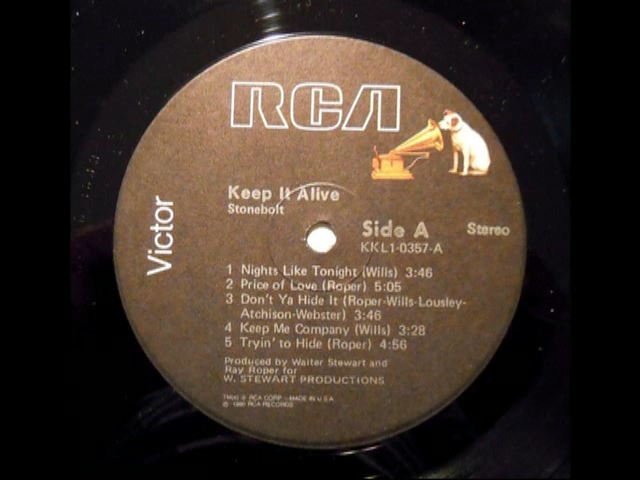 RCA
Victor
Keep It Alive
Stonebolt
Side A
Stereo
KKL1-0357-A
1 Nights Like Tonight (Wills) 3:46
2 Price of Love (Roper) 5:05
3 Don't Ya Hide It (Roper-Wills-Lousley-
Atchison-Webster) 3:46
4 Keep Me Company (Wills) 3:28
5 Tryin' to Hide (Roper) 4:56
Produced by Walter Stewart and
Ray Roper for
W. STEWART PRODUCTIONS
TM(s) ® RCA CORP.-MADE IN U.S.A.
© 1980 RCA RECORDS